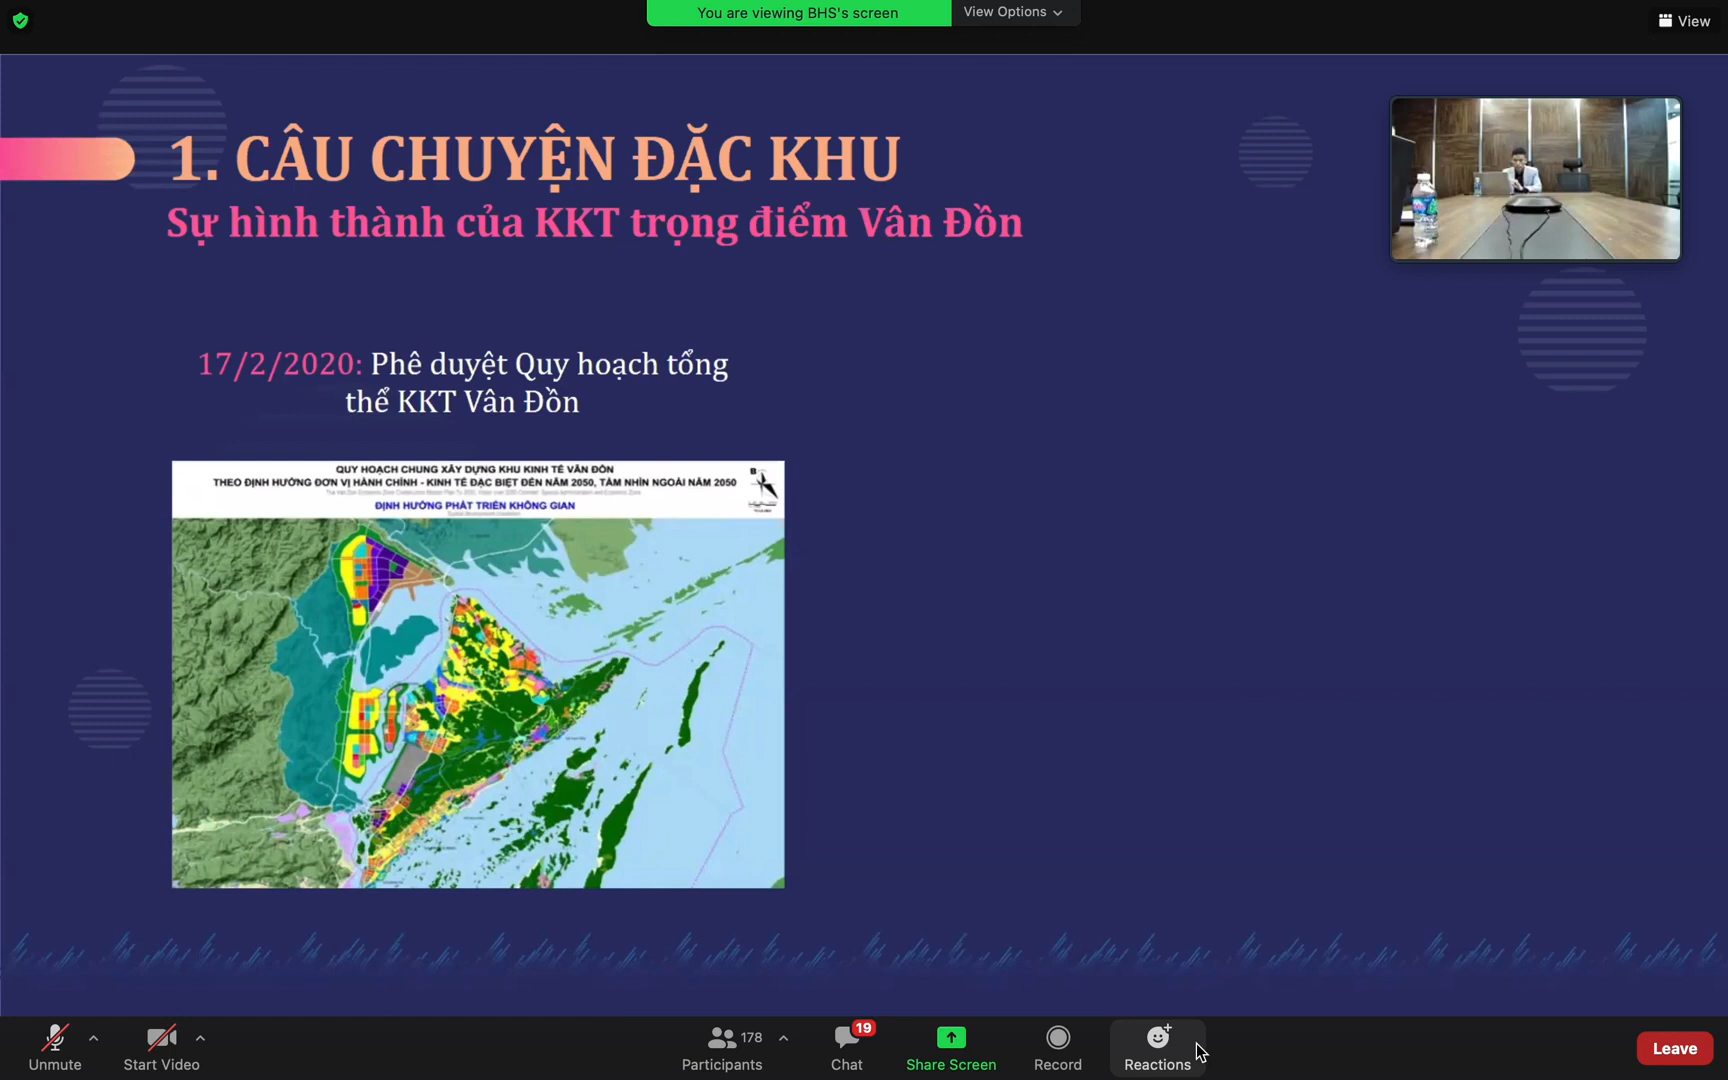 You are viewing BHS's screen
View Options
View
1. CÂU CHUYỆN ĐẶC KHU
Sự hình thành của KKT trọng điểm Vân Đồn
17/2/2020: Phê duyệt Quy hoạch tổng
thể KKT Vân Đồn
QUY HOẠCH CHUNG XÂY DỰNG KHU KINH TẾ VÂN ĐỒN
THEO ĐỊNH HƯỚNG ĐƠN VỊ HÀNH CHÍNH - KINH TẾ ĐẶC BIỆT ĐẾN NĂM 2050, TẦM NHÌN NGOÀI NĂM 2050
B
ĐỊNH HƯỚNG PHÁT TRIỂN KHÔNG GIAN
Unmute
Start Video
178
Participants
19
Chat
Share Screen
Record
Reactions
Leave